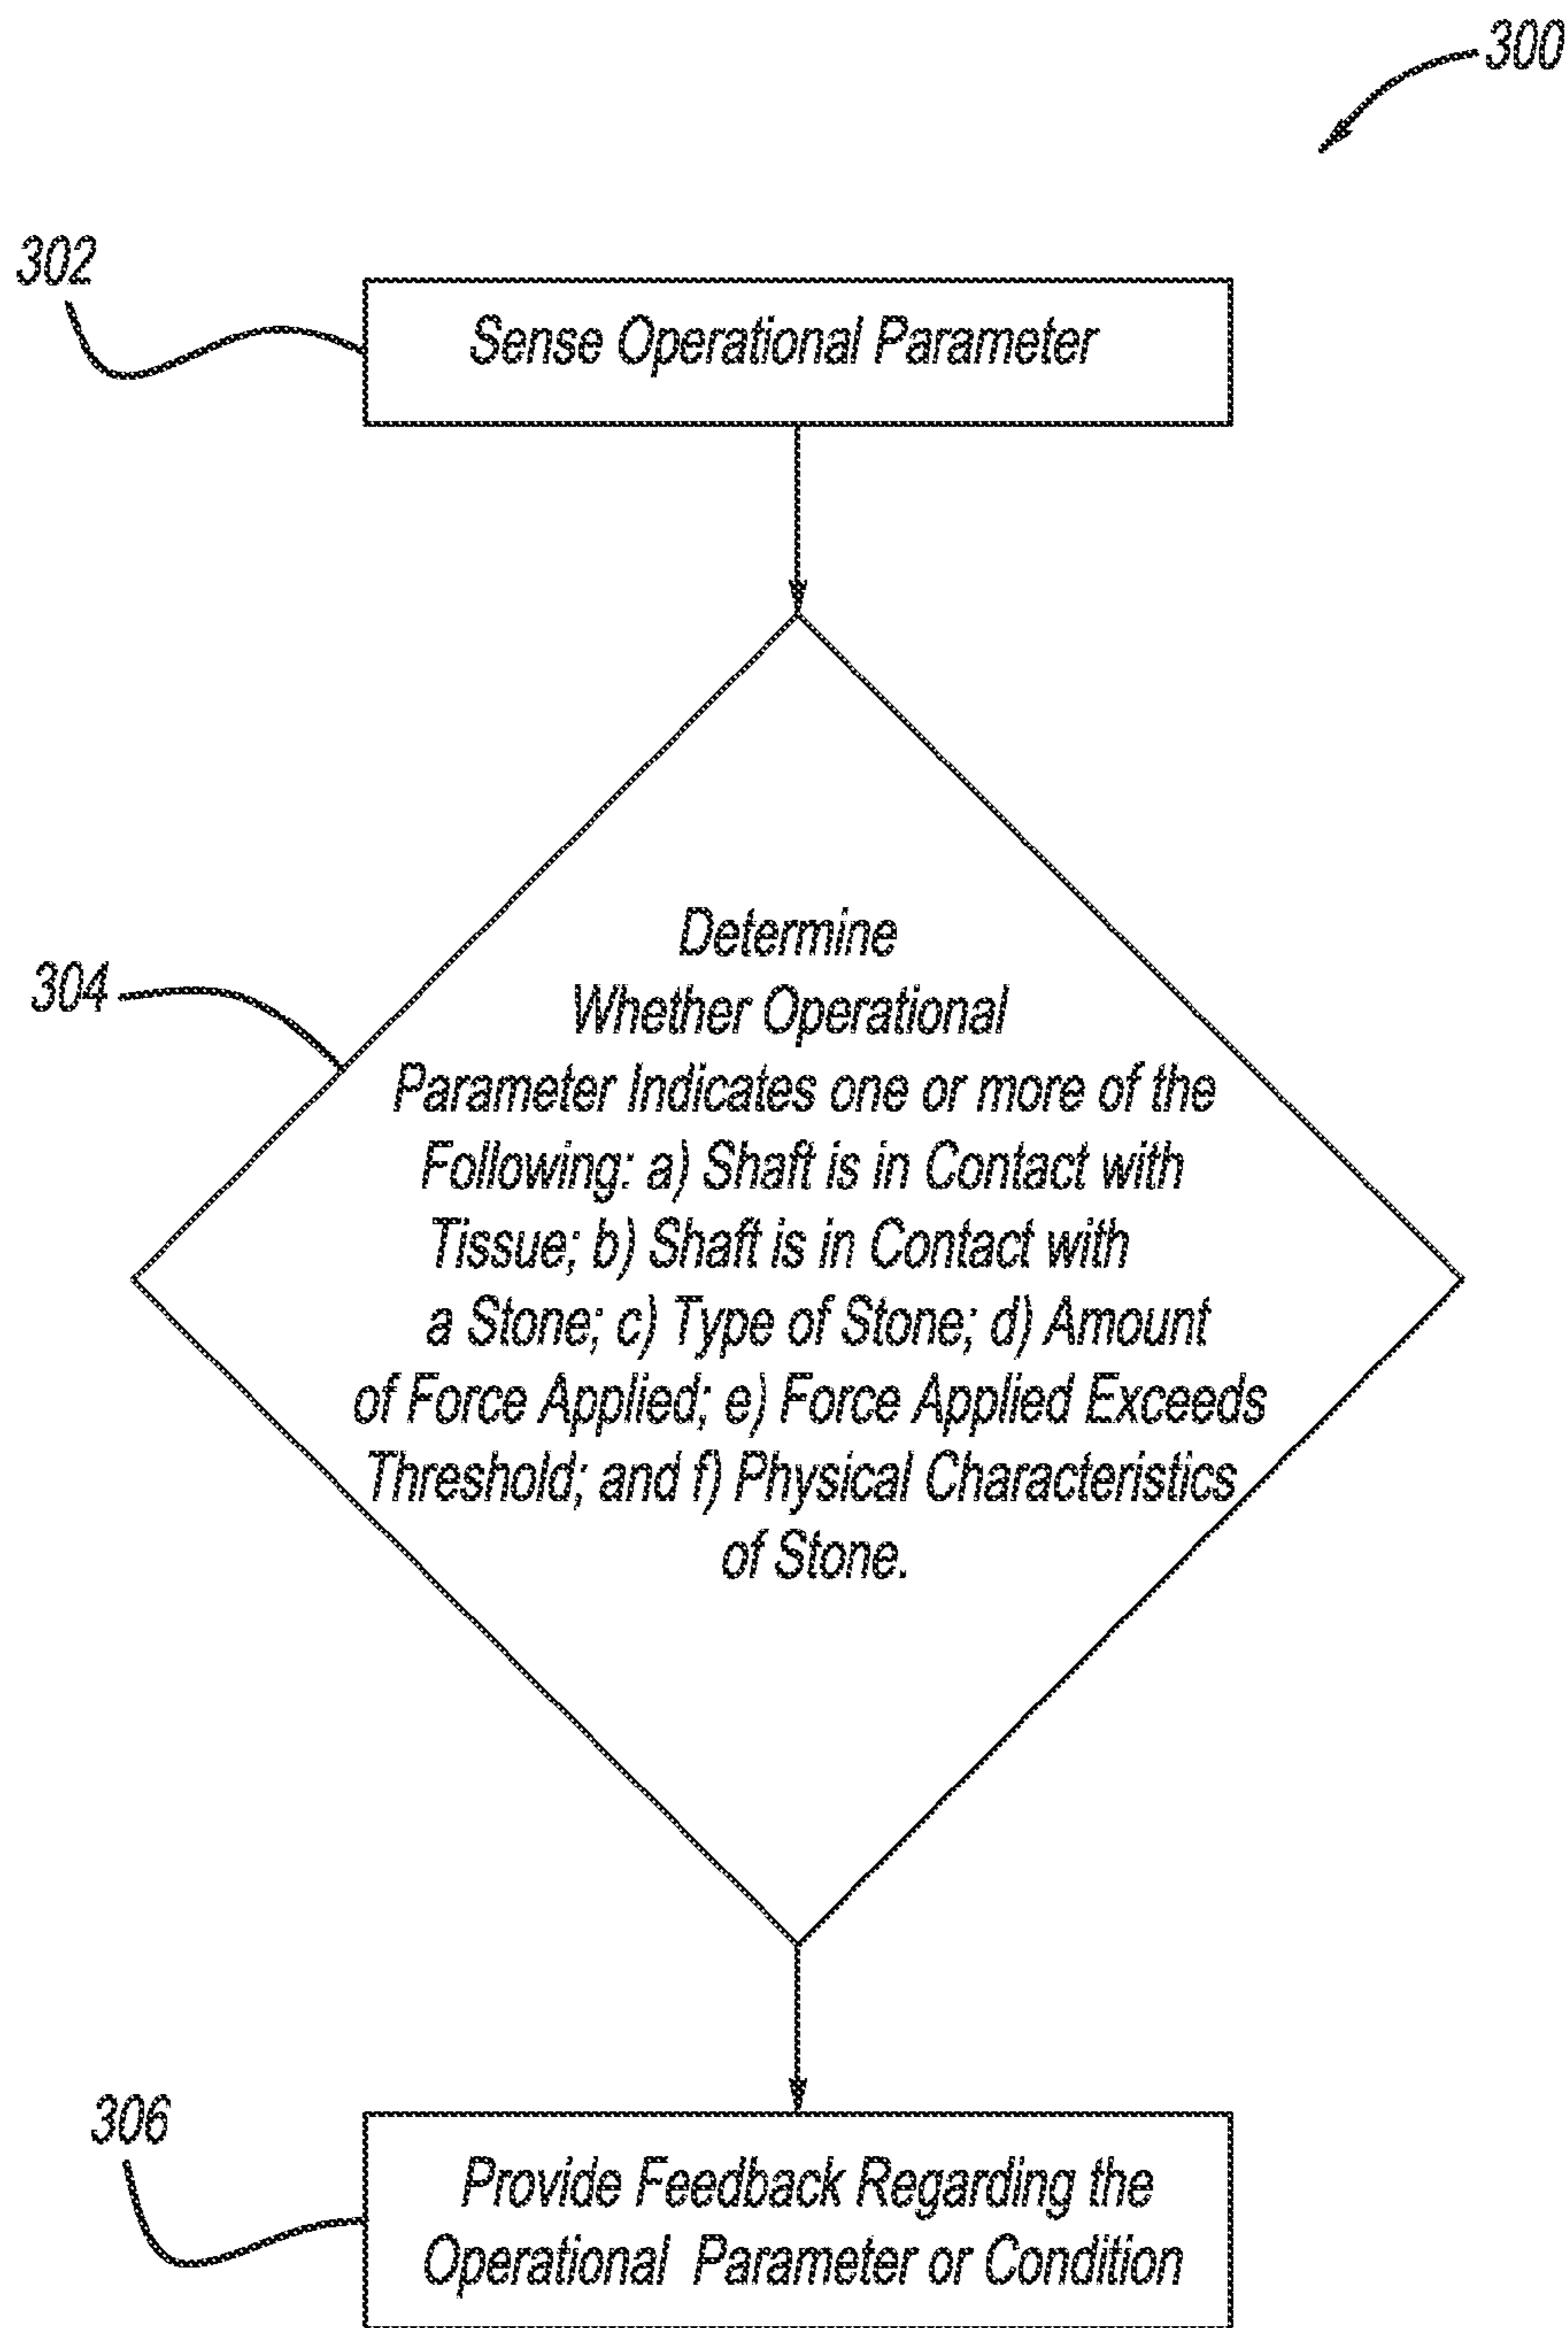 300
302
Sense Operational Parameter
304
Determine
Whether Operational
Parameter Indicates one or more of the
Following: a) Shaft is in Contact with
Tissue; b) Shaft is in Contact with
a Stone; c) Type of Stone; d) Amount
of Force Applied; e) Force Applied Exceeds
Threshold; and f) Physical Characteristics
of Stone.
306
Provide Feedback Regarding the
Operational Parameter or Condition